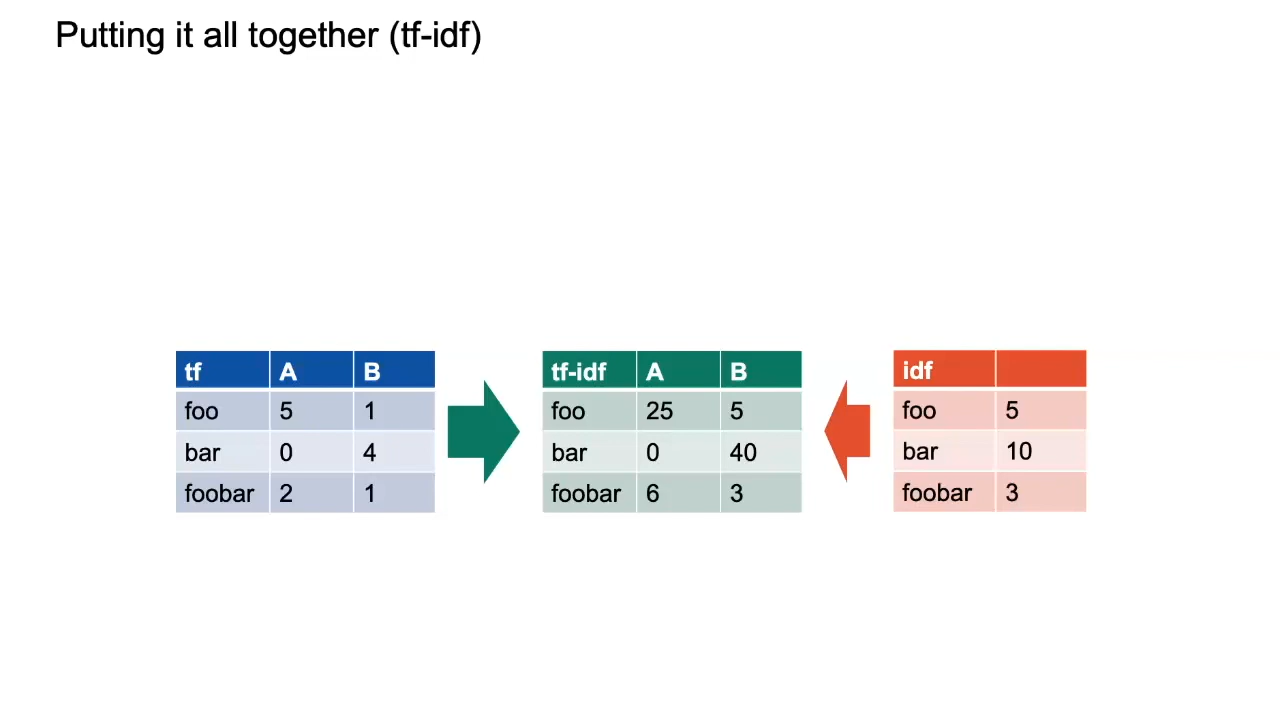 Putting it all together (tf-idf)
tf A B
foo 5 1
bar 0 4
foobar 2 1
tf-idf A B
foo 25 5
bar 0 40
foobar 6 3
idf
foo 5
bar 10
foobar 3